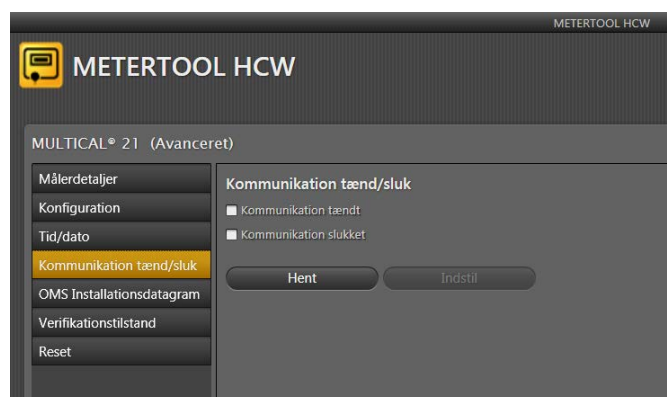 METERTOOL HCW
METERTOOL HCW
MULTICAL® 21 (Avanceret)
Målerdetaljer
Konfiguration
Tid/dato
Kommunikation tænd/sluk
OMS Installationsdatagram
Verifikationstilstand
Reset
Kommunikation tænd/sluk
Kommunikation tændt
Kommunikation slukket
Hent
Indstil